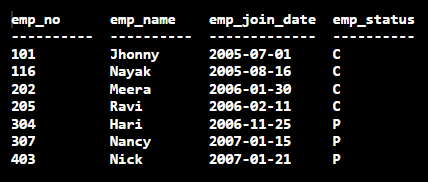 emp_no      emp_name    emp_join_date  emp_status
----------  ----------  -------------  ----------
101         Jhonny      2005-07-01     C
116         Nayak       2005-08-16     C
202         Meera       2006-01-30     C
205         Ravi        2006-02-11     C
304         Hari        2006-11-25     P
307         Nancy       2007-01-15     P
403         Nick        2007-01-21     P